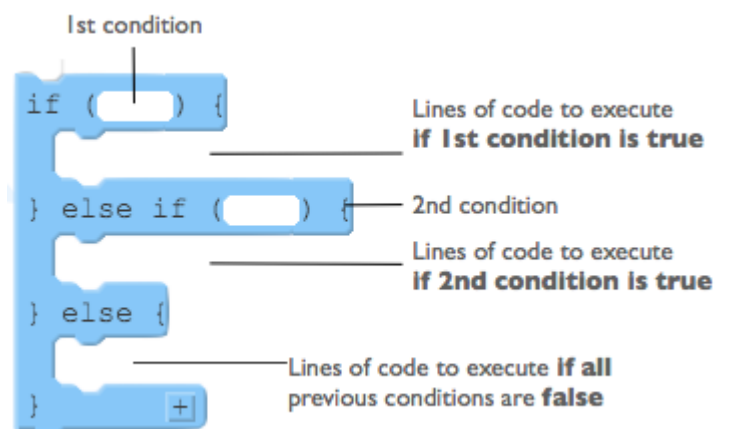 1st condition
if ( ) {
Lines of code to execute
if 1st condition is true
} else if ( ) {
2nd condition
Lines of code to execute
if 2nd condition is true
} else {
Lines of code to execute if all
previous conditions are false
} +